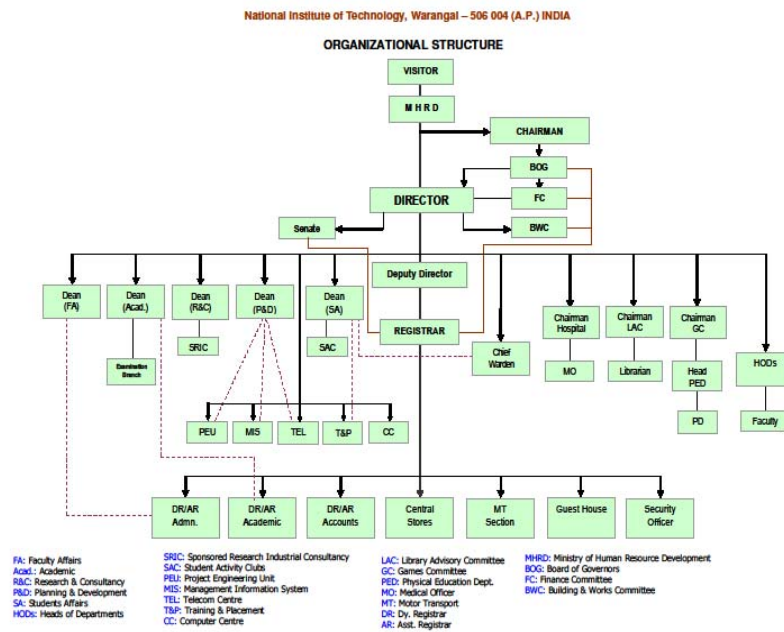 National Institute of Technology, Warangal – 506 004 (A.P.) INDIA
ORGANIZATIONAL STRUCTURE
VISITOR
M H R D
CHAIRMAN
BOG
DIRECTOR
FC
Senate
BWC
Deputy Director
Dean
(FA)
Dean
(Acad.)
Dean
(R&C)
Dean
(P&D)
Dean
(SA)
REGISTRAR
Chief
Warden
Chairman
Hospital
Chairman
LAC
Chairman
GC
HODs
Examination
Branch
SRIC
SAC
MO
Librarian
Head
PED
PD
Faculty
PEU
MIS
TEL
T&P
CC
DR/AR
Admn.
DR/AR
Academic
DR/AR
Accounts
Central
Stores
MT
Section
Guest House
Security
Officer
FA: Faculty Affairs
Acad.: Academic
R&C: Research & Consultancy
P&D: Planning & Development
SA: Students Affairs
HODs: Heads of Departments
SRIC: Sponsored Research Industrial Consultancy
SAC: Student Activity Clubs
PEU: Project Engineering Unit
MIS: Management Information System
TEL: Telecom Centre
T&P: Training & Placement
CC: Computer Centre
LAC: Library Advisory Committee
GC: Games Committee
PED: Physical Education Dept.
MO: Medical Officer
MT: Motor Transport
DR: Dy. Registrar
AR: Asst. Registrar
MHRD: Ministry of Human Resource Development
BOG: Board of Governors
FC: Finance Committee
BWC: Building & Works Committee